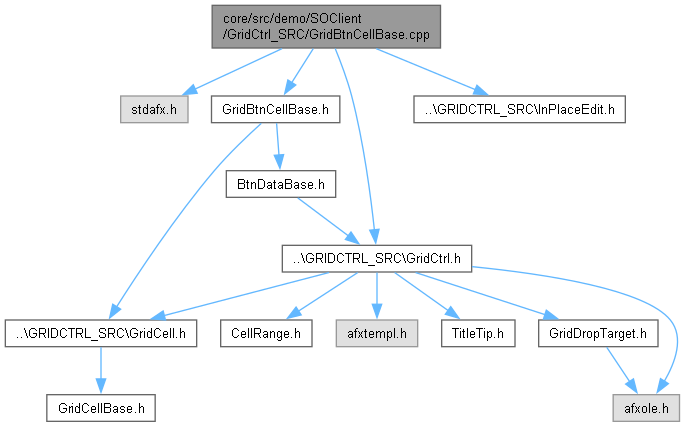 core/src/demo/SOClient
/GridCtrl_SRC/GridBtnCellBase.cpp
stdafx.h
GridBtnCellBase.h
..\GRIDCTRL_SRC\InPlaceEdit.h
BtnDataBase.h
..\GRIDCTRL_SRC\GridCtrl.h
..\GRIDCTRL_SRC\GridCell.h
CellRange.h
afxtempl.h
TitleTip.h
GridDropTarget.h
GridCellBase.h
afxole.h